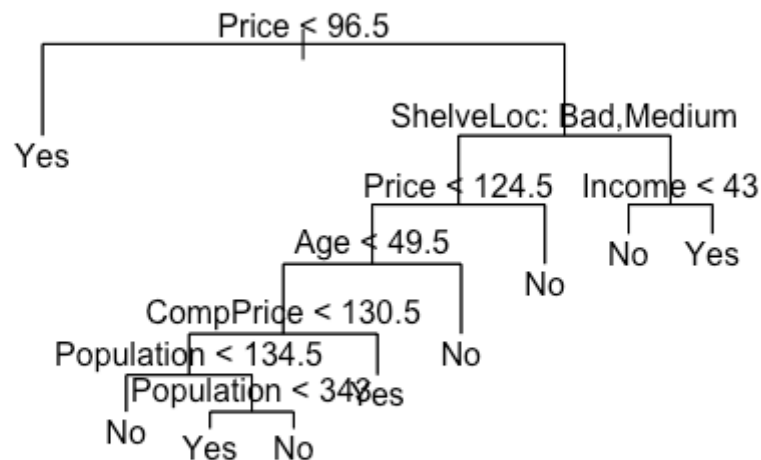 Price < 96.5
ShelveLoc: Bad,Medium
Yes
Price < 124.5
Income < 43
Age < 49.5
No
Yes
No
CompPrice < 130.5
Population < 134.5
No
Population < 343
Yes
No
Yes
No